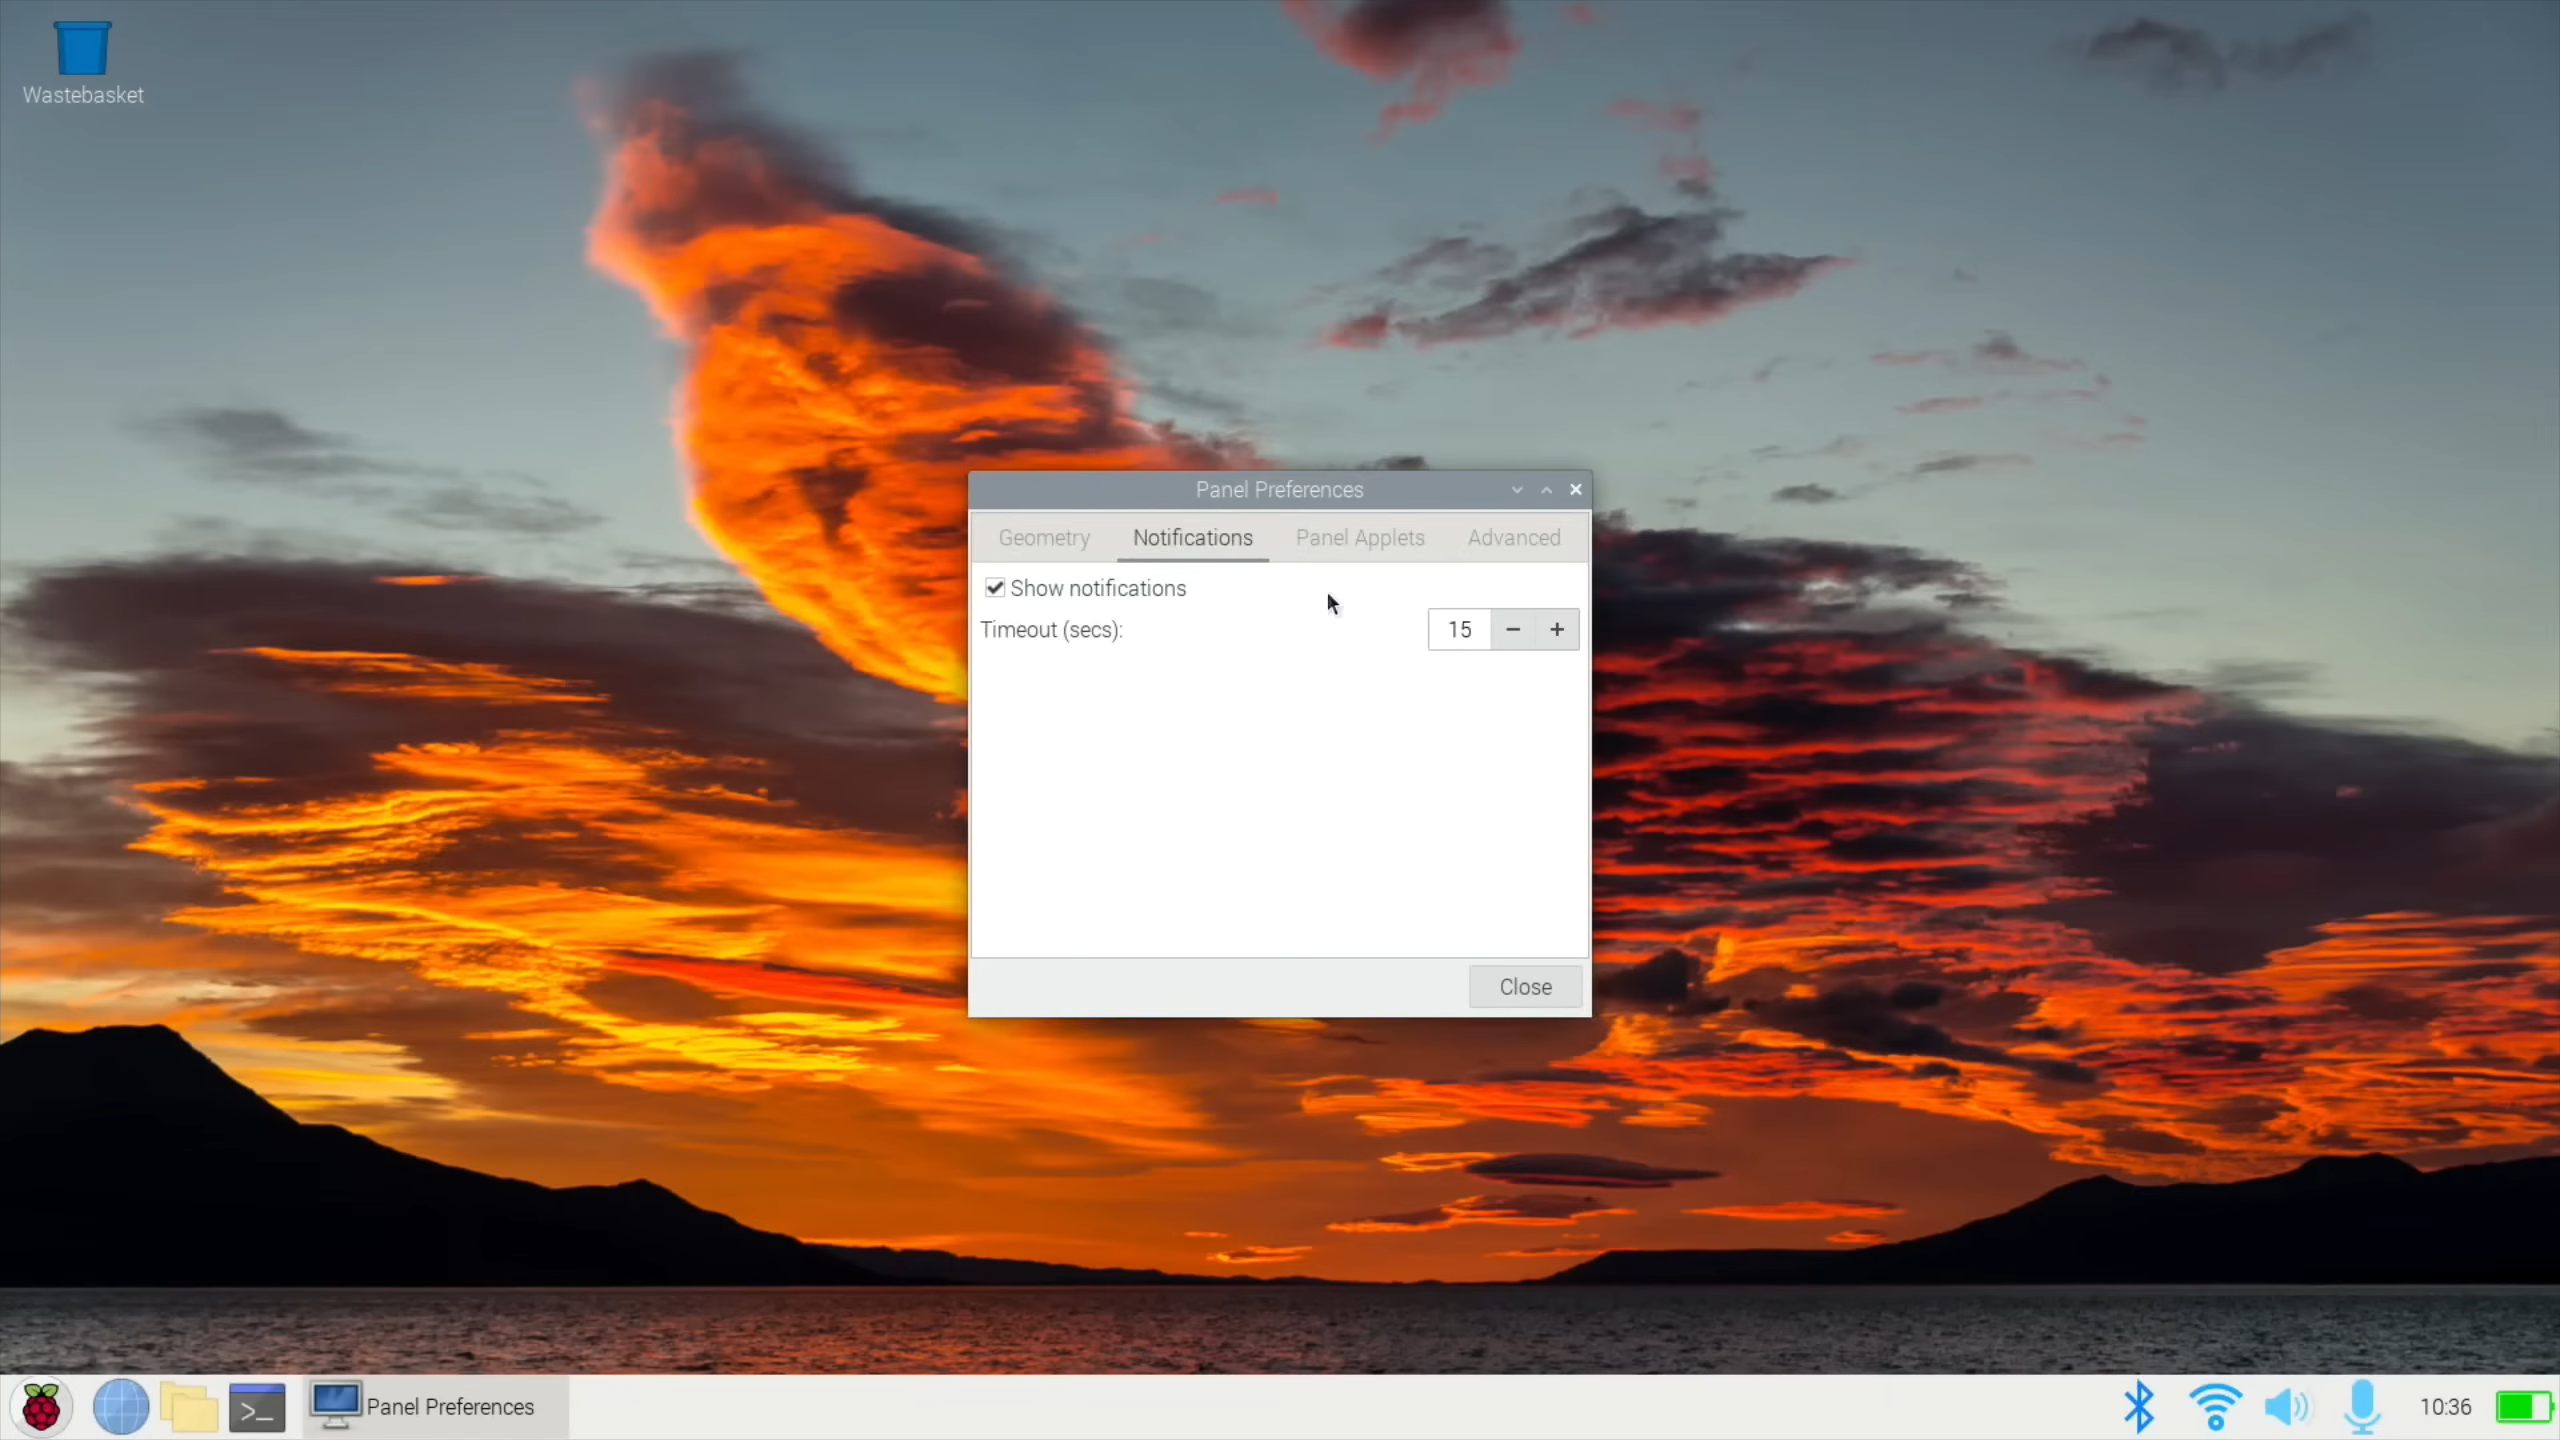 Wastebasket
Panel Preferences
Geometry Notifications Panel Applets Advanced
Show notifications
Timeout (secs): 15
Close
>_ Panel Preferences 10:36